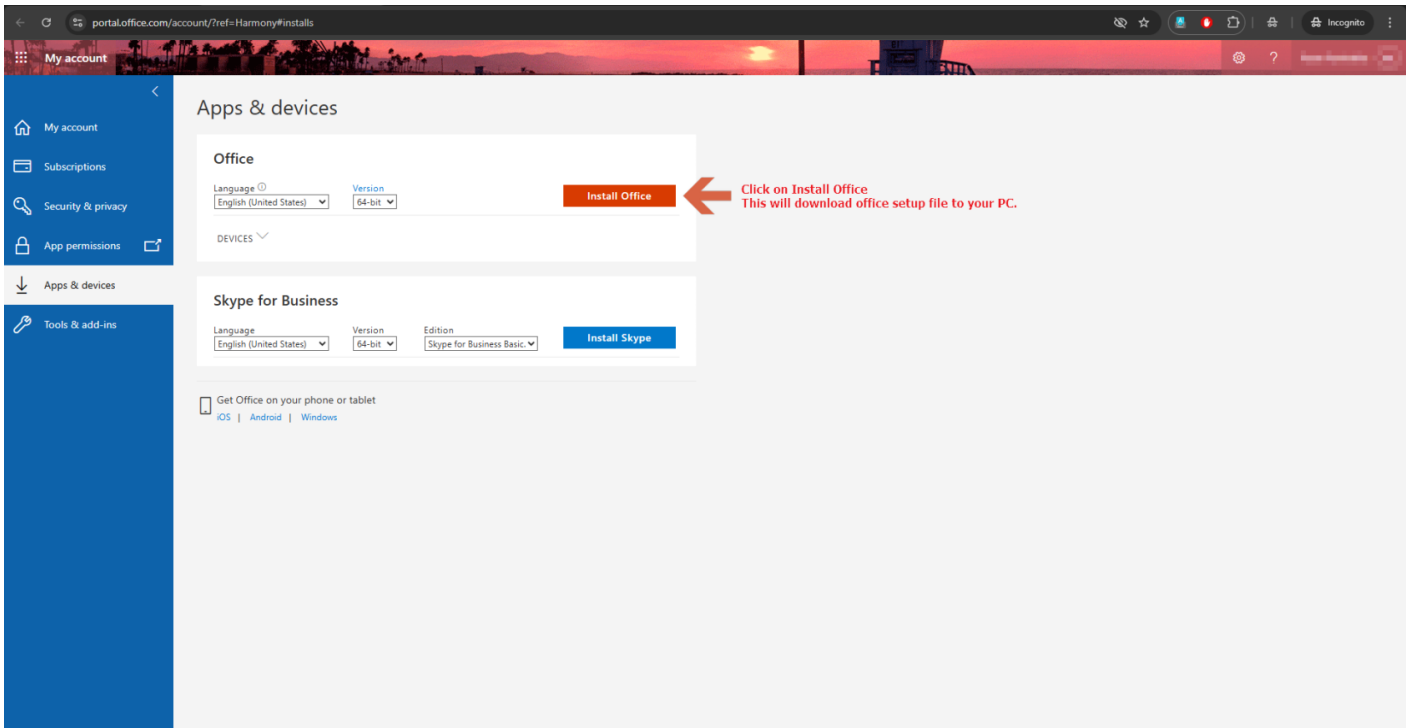 portal.office.com/account/?ref=Harmony#installs
Incognito
My account
?
My account
Subscriptions
Security & privacy
App permissions
Apps & devices
Tools & add-ins
Apps & devices
Office
Language Version
English (United States) 64-bit
Install Office
DEVICES
Click on Install Office
This will download office setup file to your PC.
Skype for Business
Language Version Edition
English (United States) 64-bit Skype for Business Basic.
Install Skype
Get Office on your phone or tablet
iOS | Android | Windows